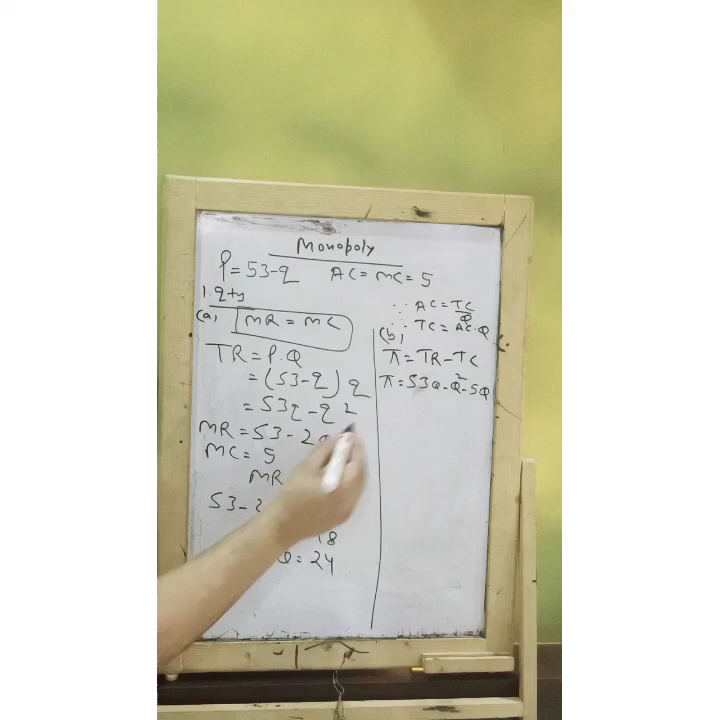 Monopoly
P = 53-q AC = MC = 5
1. qty
(a) MR = MC
TR = P.Q
= (53-q) q
= 53q - q²
MR = 53 - 2
MC = 5
MR
53 - 2
18
Q = 24
∵ AC = TC/Q
∴ TC = AC.Q
(b)
π = TR - TC
π = 53Q - Q² - 5Q